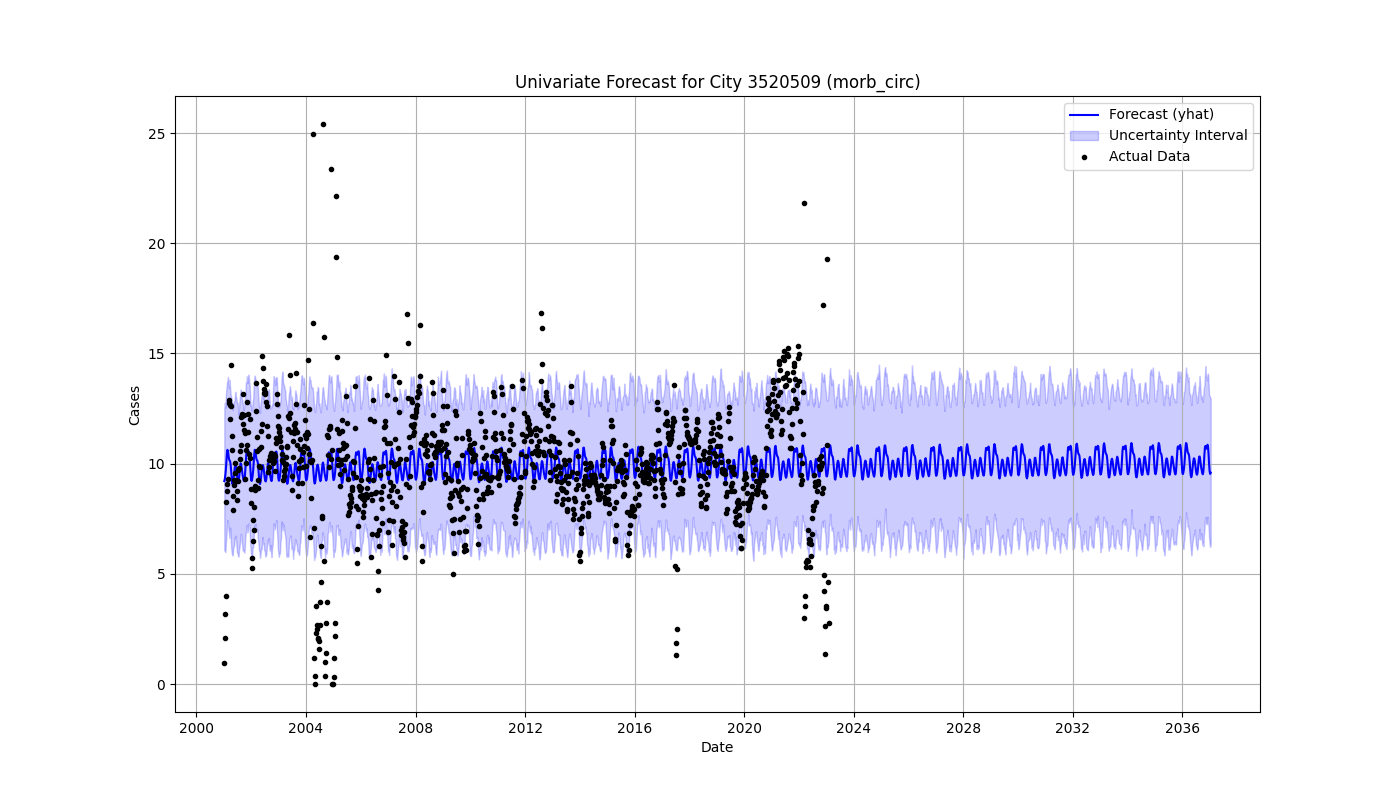 Univariate Forecast for City 3520509 (morb_circ)
Forecast (yhat)
Uncertainty Interval
Actual Data
25
20
15
10
5
0
Cases
2000 2004 2008 2012 2016 2020 2024 2028 2032 2036
Date